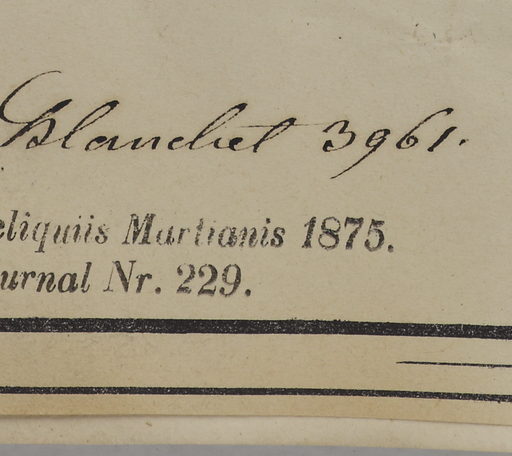 Blanchet 3961.
eliquiis Martianis 1875.
urnal Nr. 229.